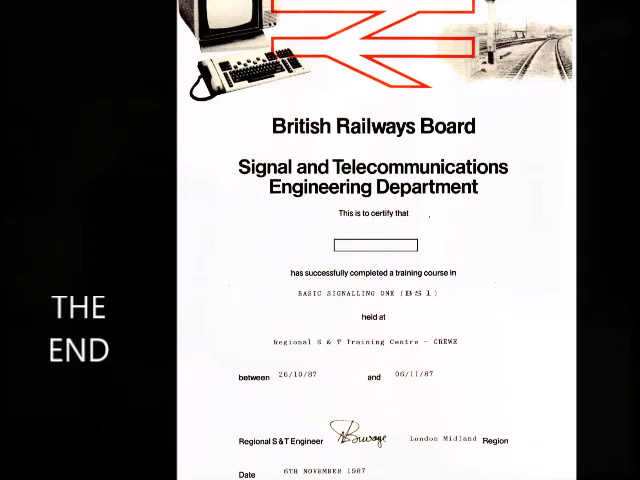 British Railways Board
Signal and Telecommunications
Engineering Department
This is to certify that
has successfully completed a training course in
BASIC SIGNALLING ONE (BS1)
held at
Regional S & T Training Centre - CREWE
between 26/10/87 and 06/11/87
THE
END
Regional S & T Engineer London Midland Region
Date 6TH NOVEMBER 1987